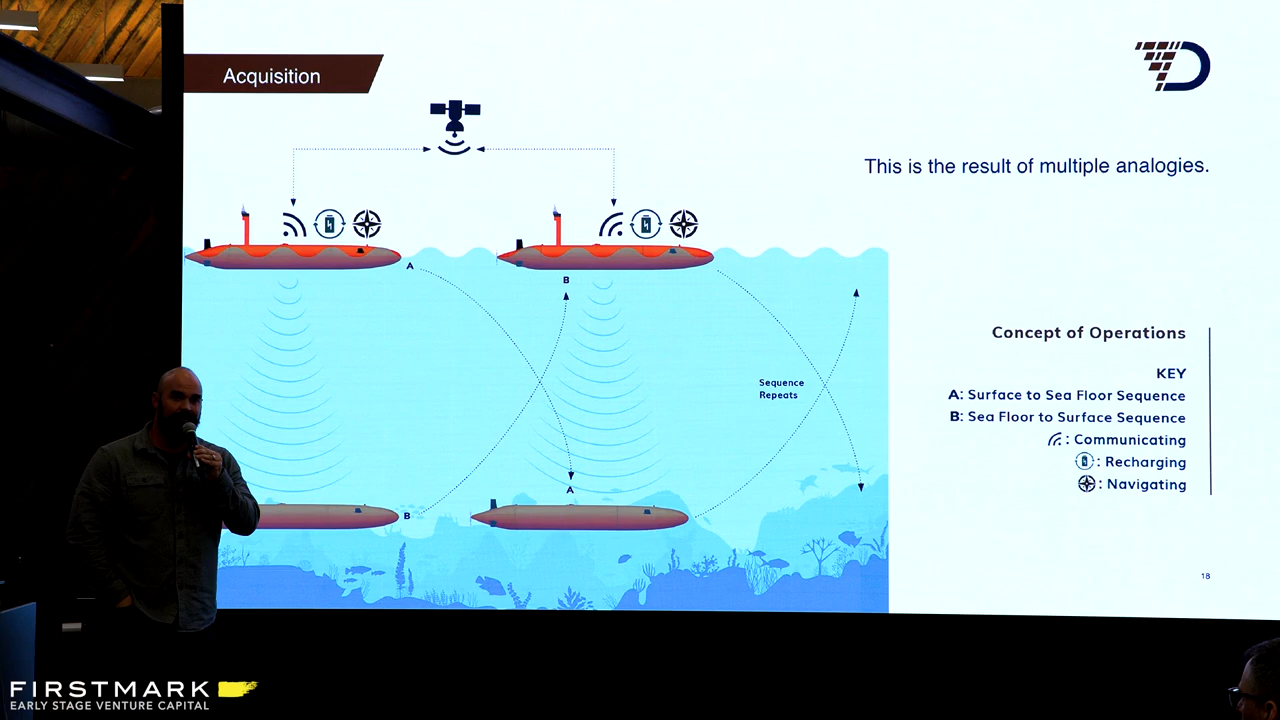 Acquisition
This is the result of multiple analogies.
A
B
Sequence
Repeats
A
B
Concept of Operations
KEY
A: Surface to Sea Floor Sequence
B: Sea Floor to Surface Sequence
: Communicating
: Recharging
: Navigating
18
FIRSTMARK
EARLY STAGE VENTURE CAPITAL